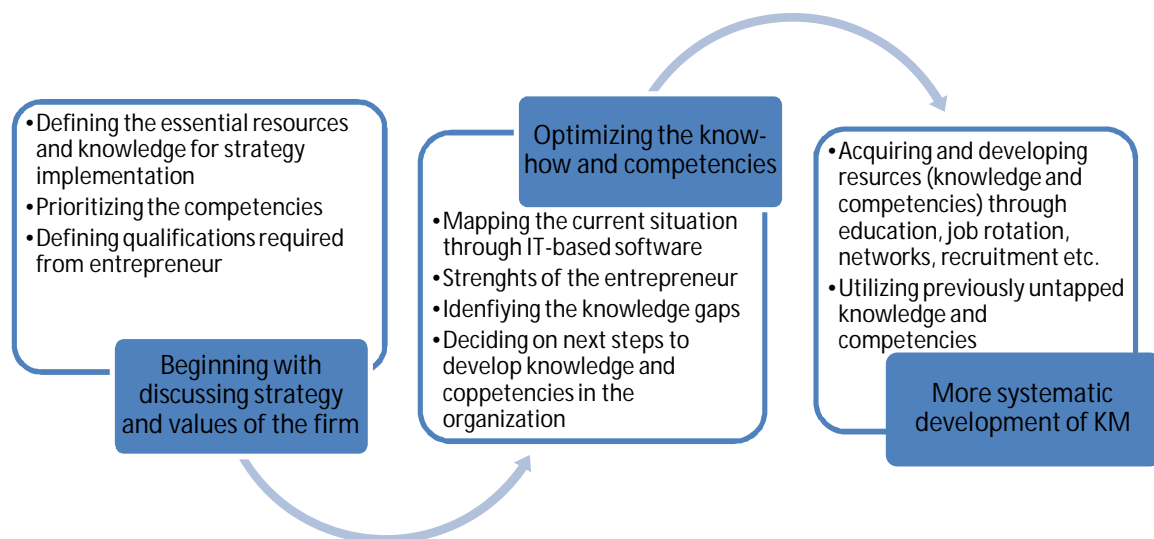 •Defining the essential resources
and knowledge for strategy
implementation
•Prioritizing the competencies
•Defining qualifications required
from entrepreneur
Beginning with
discussing strategy
and values of the firm
Optimizing the know-
how and competencies
•Mapping the current situation
through IT-based software
•Strenghts of the entrepreneur
•Idenfiying the knowledge gaps
•Deciding on next steps to
develop knowledge and
coppetencies in the
organization
•Acquiring and developing
resurces (knowledge and
competencies) through
education, job rotation,
networks, recruitment etc.
•Utilizing previously untapped
knowledge and
competencies
More systematic
development of KM